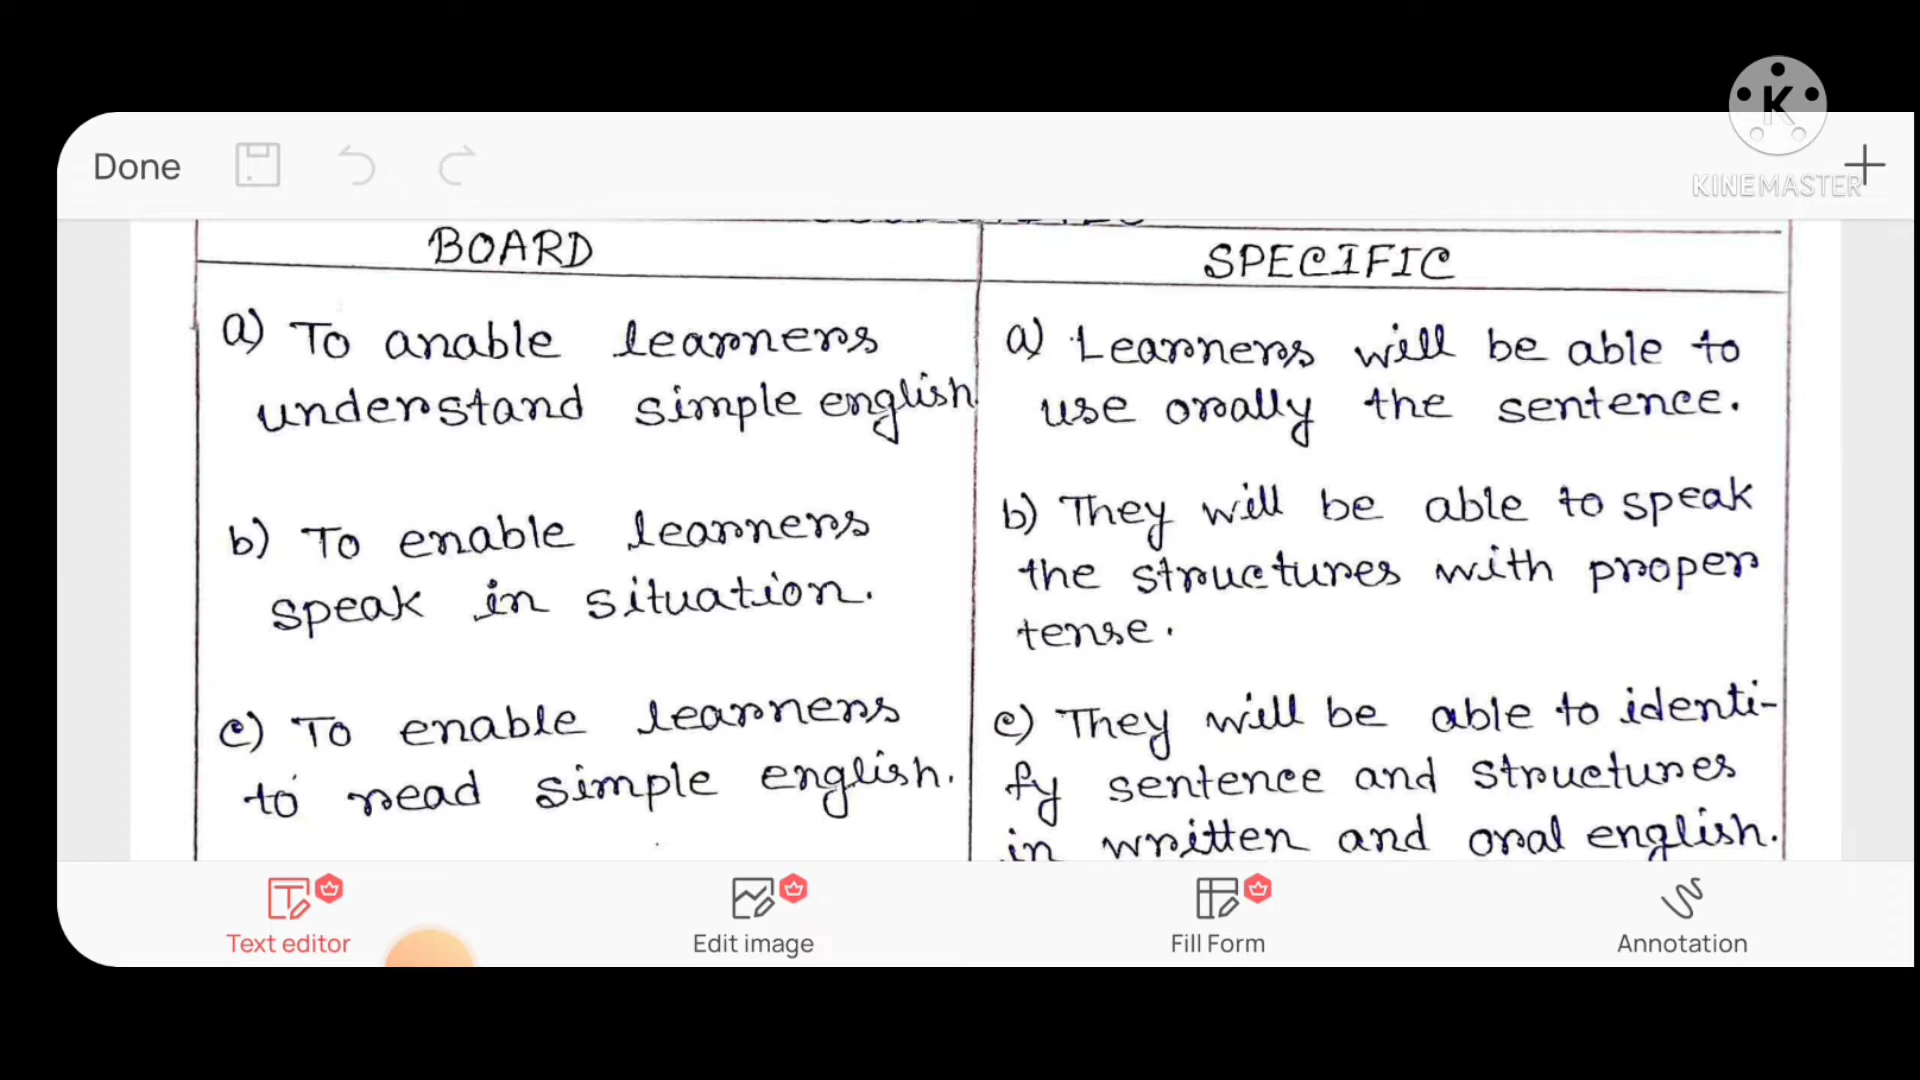 KINEMASTER
Done
BOARD
a) To anable learners
understand simple english
b) To enable learners
speak in situation.
c) To enable learners
to read simple english.
SPECIFIC
a) Learners will be able to
use orally the sentence.
b) They will be able to speak
the structures with proper
tense.
c) They will be able to identi-
fy sentence and structures
in written and oral english.
Text editor
Edit image
Fill Form
Annotation